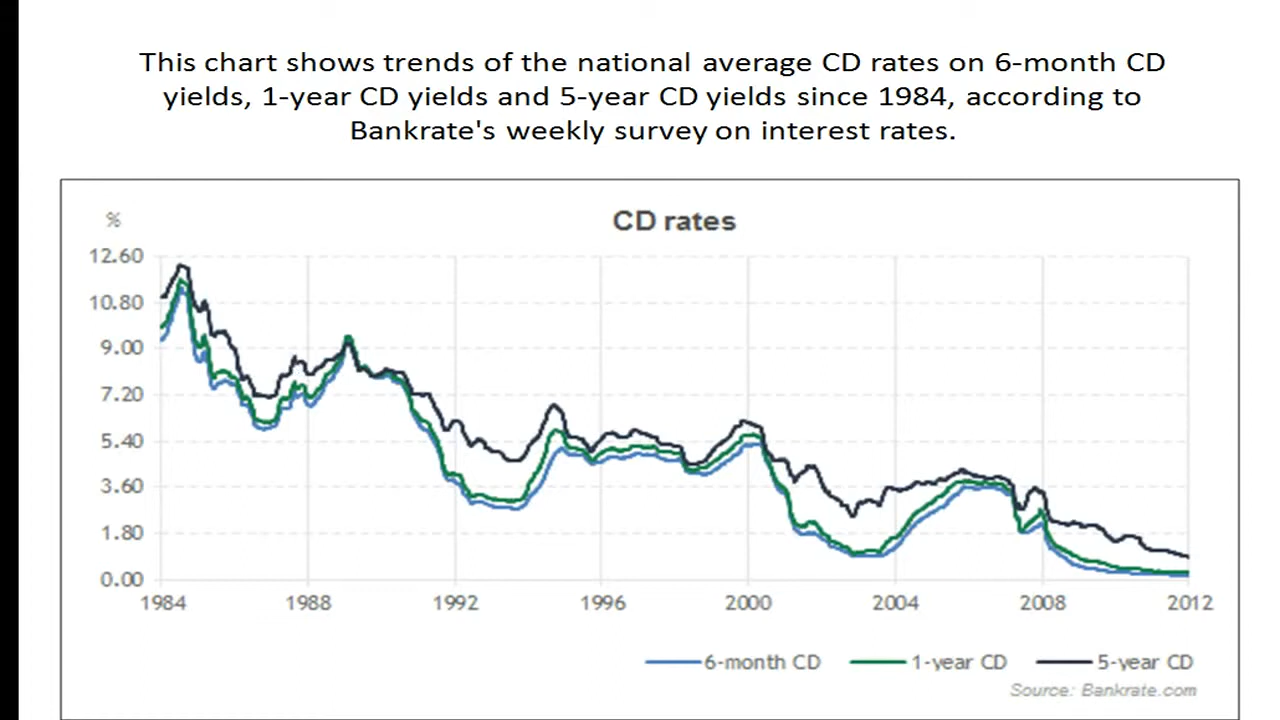 This chart shows trends of the national average CD rates on 6-month CD
yields, 1-year CD yields and 5-year CD yields since 1984, according to
Bankrate's weekly survey on interest rates.
%
CD rates
12.60
10.80
9.00
7.20
5.40
3.60
1.80
0.00
1984 1988 1992 1996 2000 2004 2008 2012
6-month CD 1-year CD 5-year CD
Source: Bankrate.com